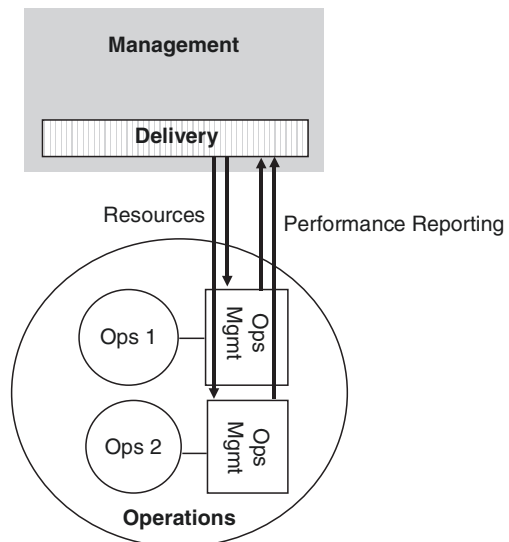 Management
Delivery
Resources
Performance Reporting
Ops 1
Ops
Mgmt
Ops 2
Ops
Mgmt
Operations